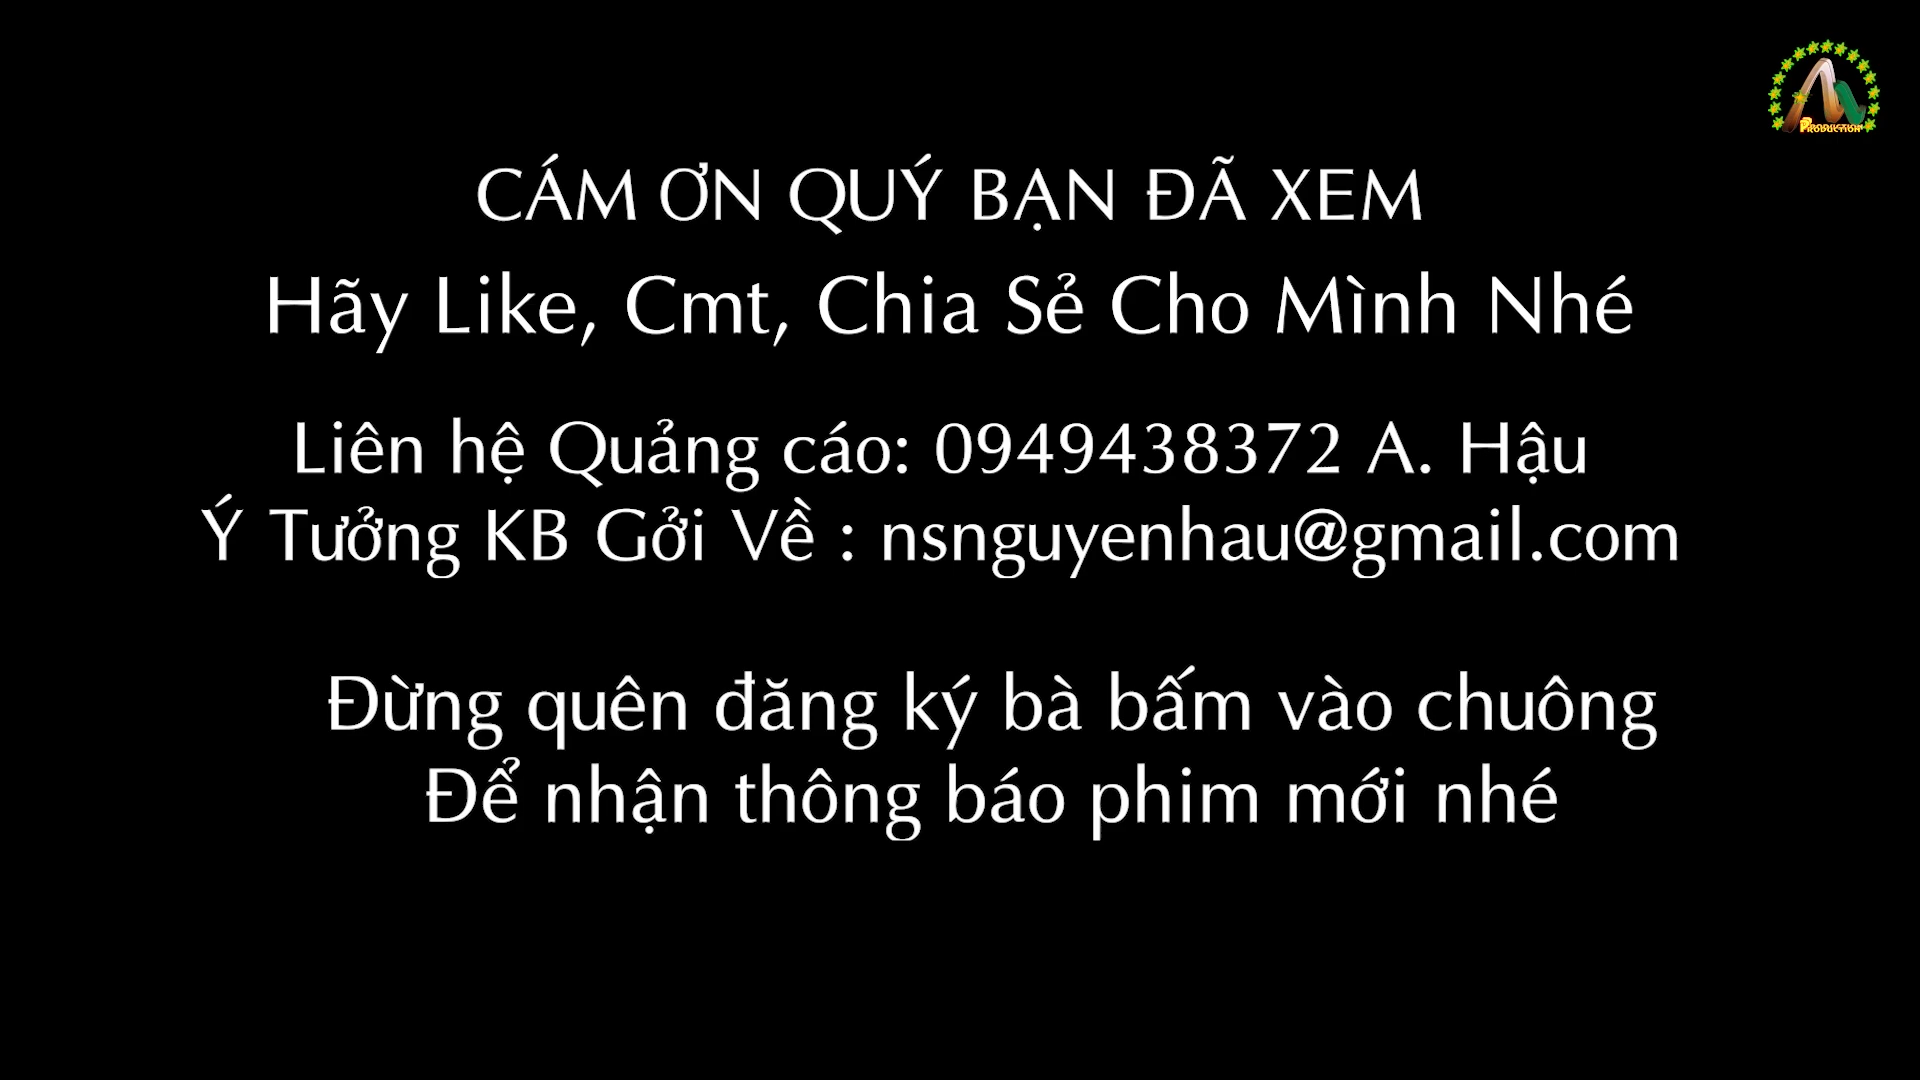 PRODUCTION
CÁM ƠN QUÝ BẠN ĐÃ XEM
Hãy Like, Cmt, Chia Sẻ Cho Mình Nhé
Liên hệ Quảng cáo: 0949438372 A. Hậu
Ý Tưởng KB Gởi Về : nsnguyenhau@gmail.com
Đừng quên đăng ký bà bấm vào chuông
Để nhận thông báo phim mới nhé